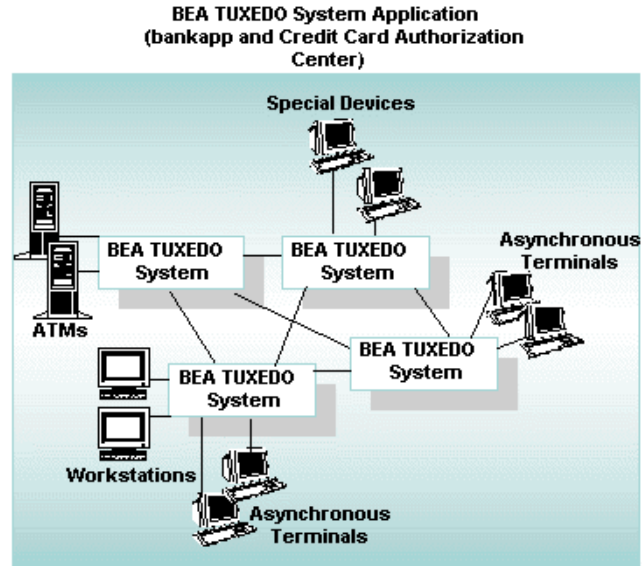 BEA TUXEDO System Application
(bankapp and Credit Card Authorization
Center)
Special Devices
BEA TUXEDO
System
BEA TUXEDO
System
Asynchronous
Terminals
ATMs
BEA TUXEDO
System
BEA TUXEDO
System
Workstations
Asynchronous
Terminals